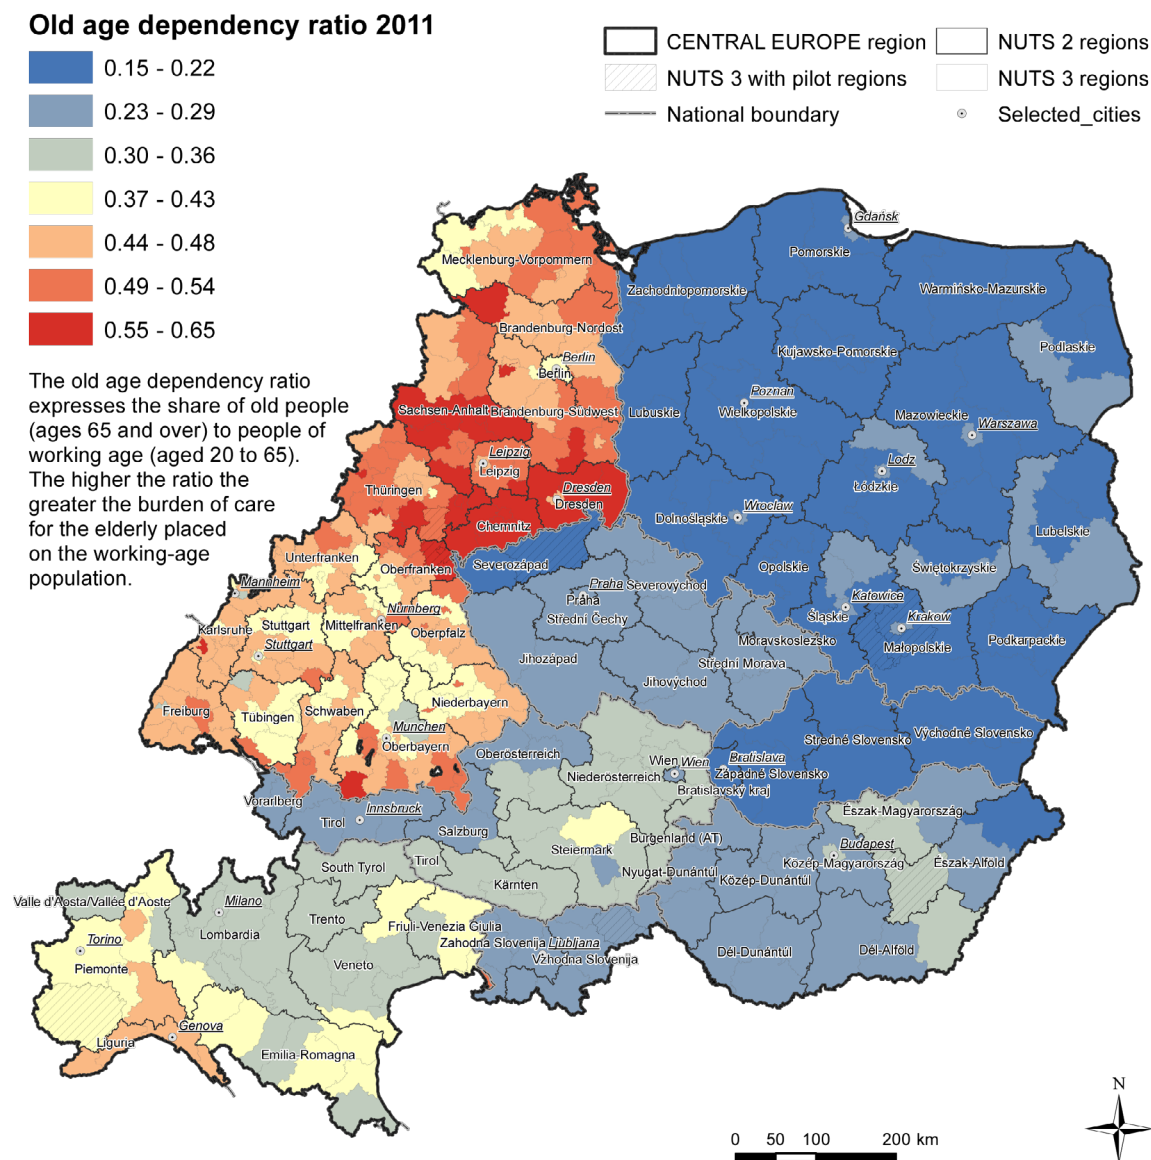 Old age dependency ratio 2011
0.15 - 0.22
0.23 - 0.29
0.30 - 0.36
0.37 - 0.43
0.44 - 0.48
0.49 - 0.54
0.55 - 0.65
The old age dependency ratio
expresses the share of old people
(ages 65 and over) to people of
working age (aged 20 to 65).
The higher the ratio the
greater the burden of care
for the elderly placed
on the working-age
population.
CENTRAL EUROPE region
NUTS 2 regions
NUTS 3 with pilot regions
NUTS 3 regions
National boundary
Selected_cities
Gdańsk
Pomorskie
Mecklenburg-Vorpommern
Zachodniopomorskie
Warmińsko-Mazurskie
Brandenburg-Nordost
Kujawsko-Pomorskie
Podlaskie
Berlin
Berlin
Poznań
Wielkopolskie
Sachsen-Anhalt
Brandenburg-Südwest
Lubuskie
Mazowieckie
Warszawa
Leipzig
Leipzig
Lodz
Łódzkie
Thüringen
Dresden
Dresden
Chemnitz
Wrocław
Dolnośląskie
Lubelskie
Unterfranken
Oberfranken
Severozápad
Opolskie
Świętokrzyskie
Mannheim
Praha
Praha
Severovýchod
Střední Čechy
Katowice
Śląskie
Krakow
Małopolskie
Nürnberg
Karlsruhe
Stuttgart
Stuttgart
Mittelfranken
Oberpfalz
Moravskoslezsko
Podkarpackie
Jihozápad
Střední Morava
Jihovýchod
Freiburg
Tübingen
Schwaben
Niederbayern
Munchen
Oberbayern
Stredné Slovensko
Východné Slovensko
Oberösterreich
Wien
Wien
Niederösterreich
Bratislava
Západné Slovensko
Bratislavský kraj
Vorarlberg
Innsbruck
Tirol
Salzburg
Észak-Magyarország
Steiermark
Burgenland (AT)
Budapest
Közép-Magyarország
Észak-Alföld
South Tyrol
Tirol
Kärnten
Nyugat-Dunántúl
Közép-Dunántúl
Valle d'Aosta/Vallée d'Aoste
Milano
Lombardia
Trento
Friuli-Venezia Giulia
Zahodna Slovenija
Ljubljana
Vzhodna Slovenija
Dél-Dunántúl
Dél-Alföld
Torino
Piemonte
Veneto
Genova
Liguria
Emilia-Romagna
N
0 50 100 200 km